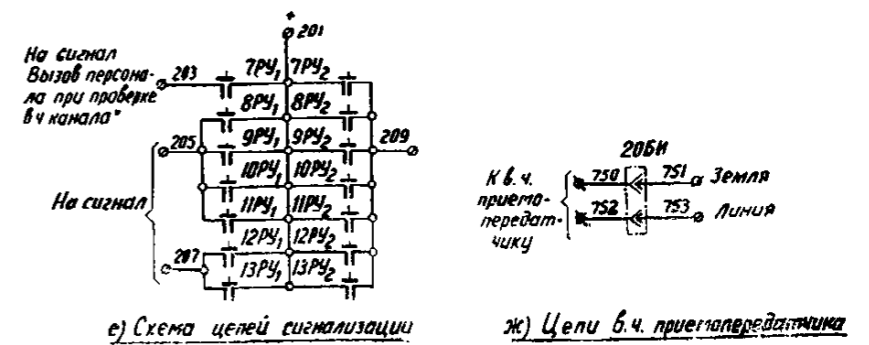 +
201
На сигнал
Вызов персона-
ла при проверке
вч канала"
203
7РУ1 7РУ2
8РУ1 8РУ2
205
9РУ1 9РУ2
209
10РУ1 10РУ2
На сигнал
11РУ1 11РУ2
12РУ1 12РУ2
207
13РУ1 13РУ2
е) Схема цепей сигнализации
20БИ
К в.ч.
приемо-
передат-
чику
750 751 Земля
752 753 Линия
ж) Цепи в.ч. приемопередатчика